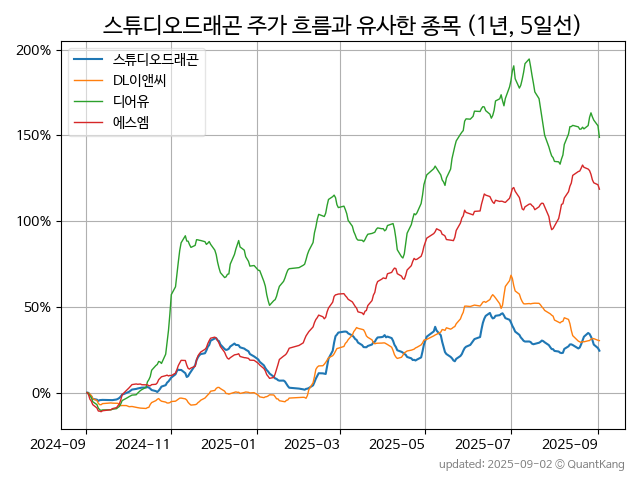 스튜디오드래곤 주가 흐름과 유사한 종목 (1년, 5일선)
200%
150%
100%
50%
0%
스튜디오드래곤
DL이앤씨
디어유
에스엠
2024-09
2024-11
2025-01
2025-03
2025-05
2025-07
2025-09
updated: 2025-09-02 © QuantKang